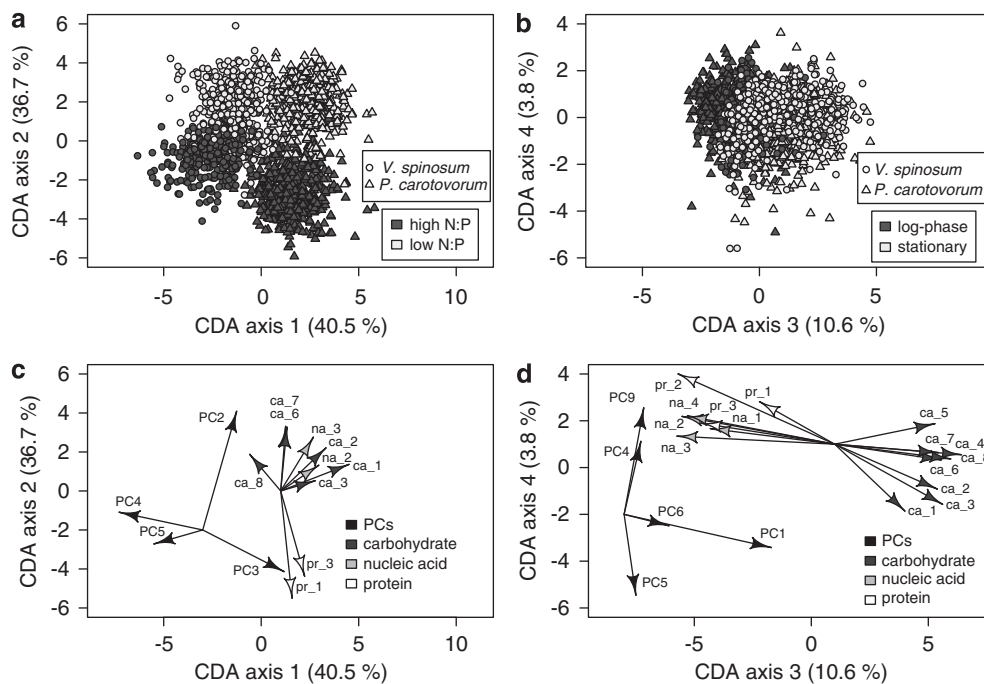 a
6
4
2
0
-2
-4
-6
CDA axis 2 (36.7 %)
V. spinosum
P. carotovorum
high N:P
low N:P
-5
0
5
10
CDA axis 1 (40.5 %)
b
4
2
0
-2
-4
CDA axis 4 (3.8 %)
V. spinosum
P. carotovorum
log-phase
stationary
-5
0
5
CDA axis 3 (10.6 %)
c
6
4
2
0
-2
-4
-6
CDA axis 2 (36.7 %)
PC2
ca_7
ca_6
na_3
ca_2
na_2
ca_1
ca_8
ca_3
PC4
PC5
PC3
pr_3
pr_1
PCs
carbohydrate
nucleic acid
protein
-5
0
5
10
CDA axis 1 (40.5 %)
d
4
2
0
-2
-4
-6
CDA axis 4 (3.8 %)
pr_2
pr_1
PC9
na_4
pr_3
na_1
na_2
na_3
ca_5
PC4
ca_7
ca_4
ca_8
ca_6
ca_2
ca_3
ca_1
PC6
PC1
PC5
PCs
carbohydrate
nucleic acid
protein
-5
0
5
CDA axis 3 (10.6 %)